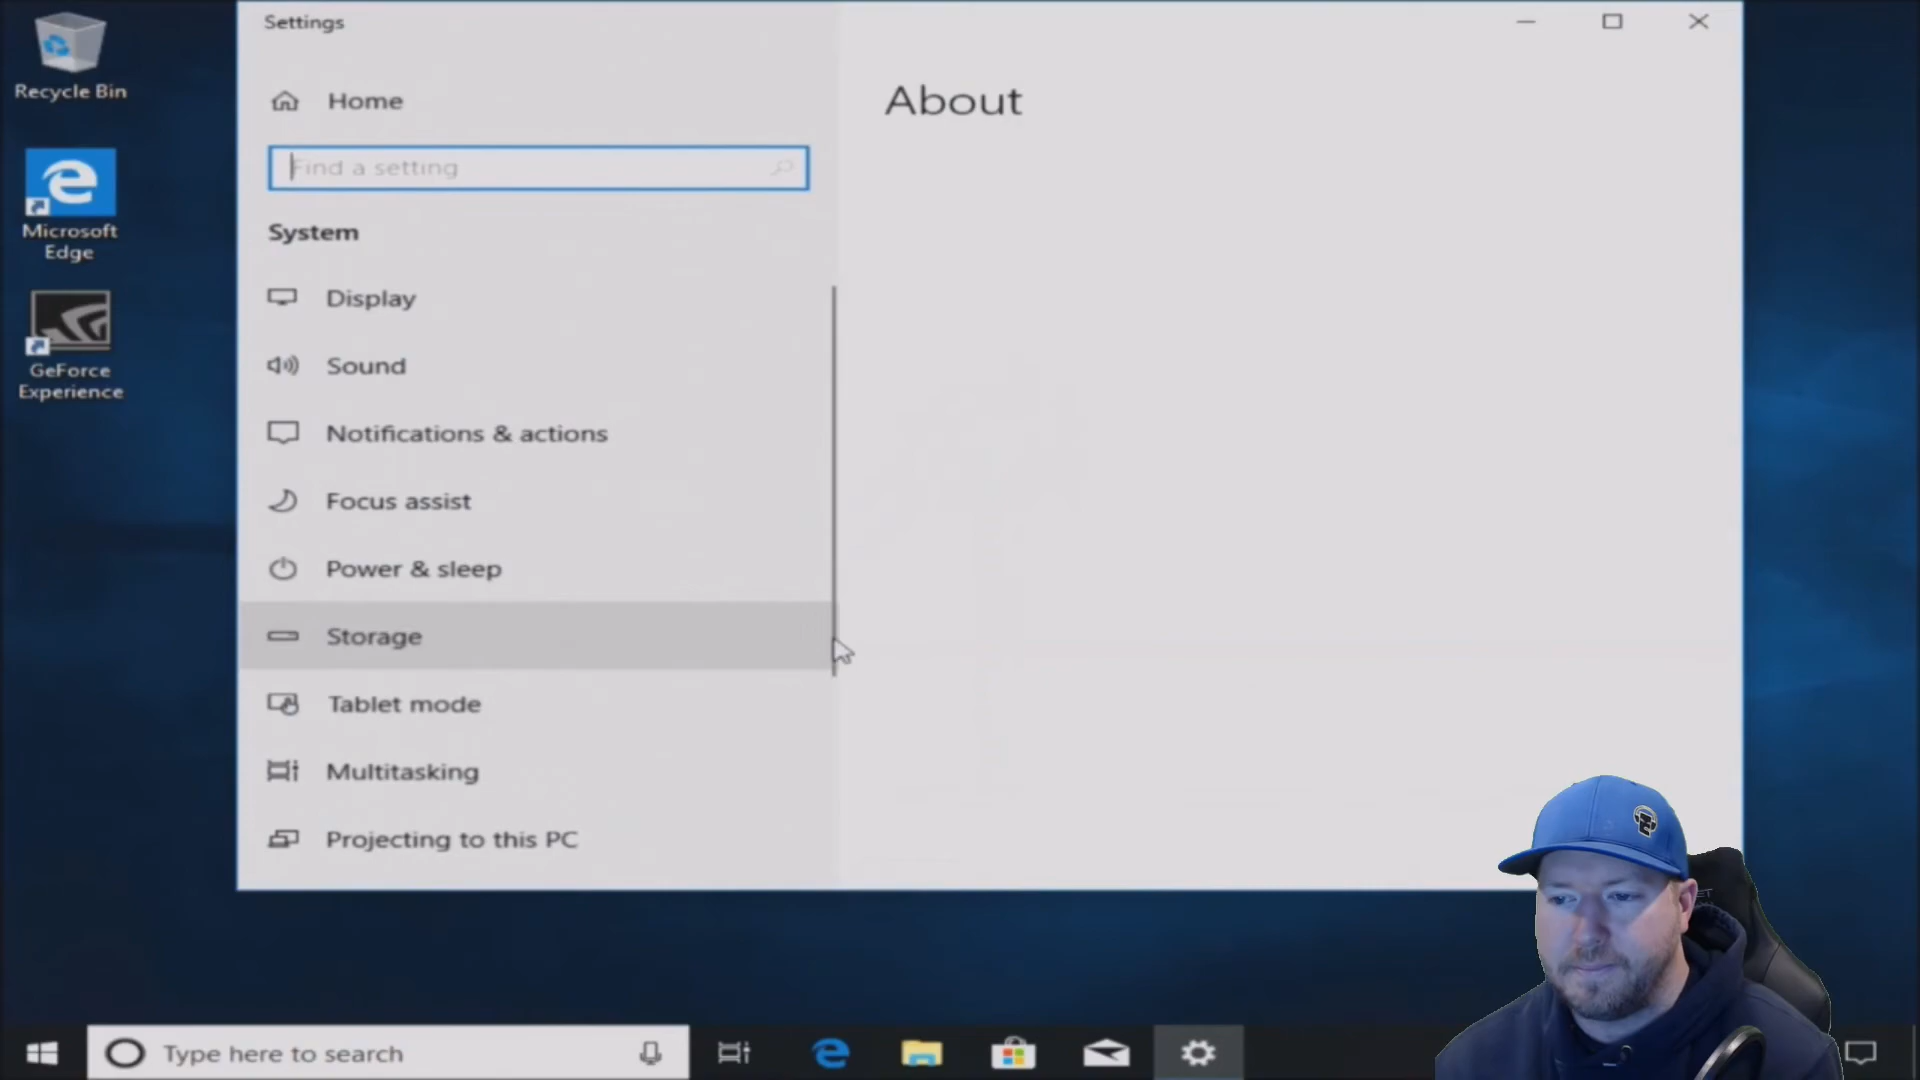 Settings
Recycle Bin
Home
About
Find a setting
System
Microsoft
Edge
Display
Sound
GeForce
Experience
Notifications & actions
Focus assist
Power & sleep
Storage
Tablet mode
Multitasking
Projecting to this PC
Type here to search